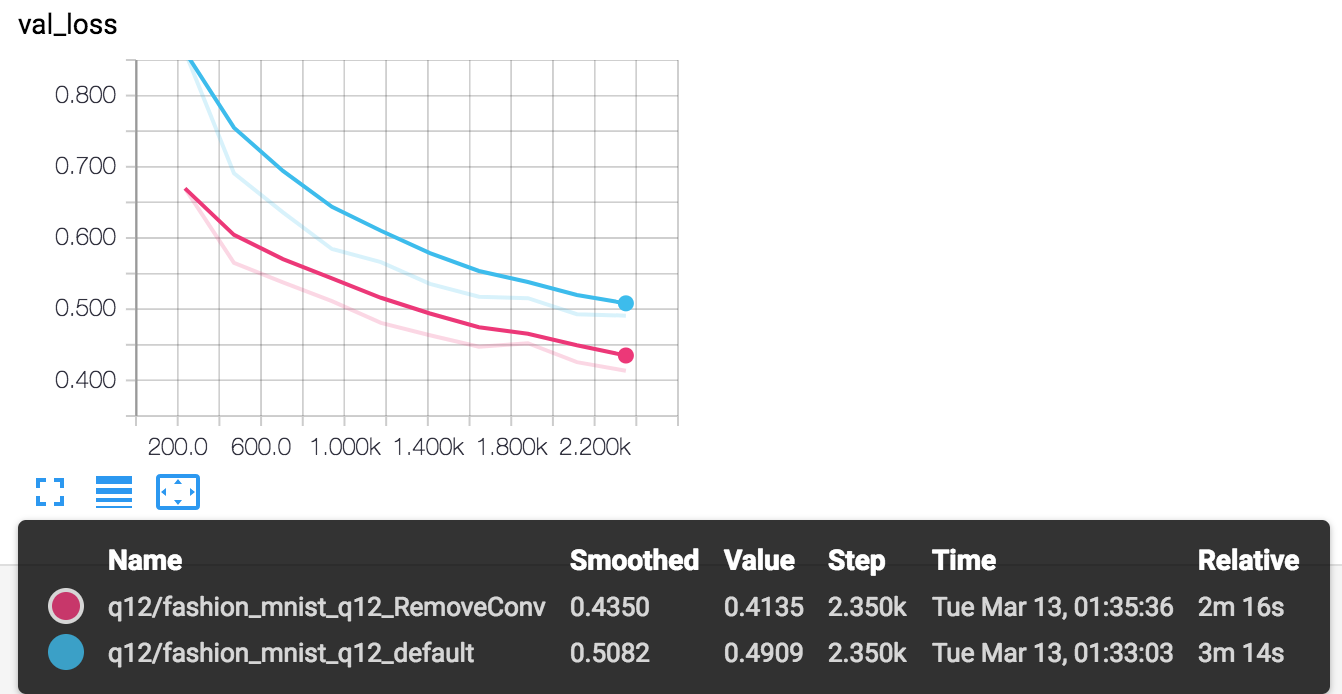 val_loss
0.800
0.700
0.600
0.500
0.400
200.0 600.0 1.000k 1.400k 1.800k 2.200k
Name Smoothed Value Step Time Relative
q12/fashion_mnist_q12_RemoveConv 0.4350 0.4135 2.350k Tue Mar 13, 01:35:36 2m 16s
q12/fashion_mnist_q12_default 0.5082 0.4909 2.350k Tue Mar 13, 01:33:03 3m 14s